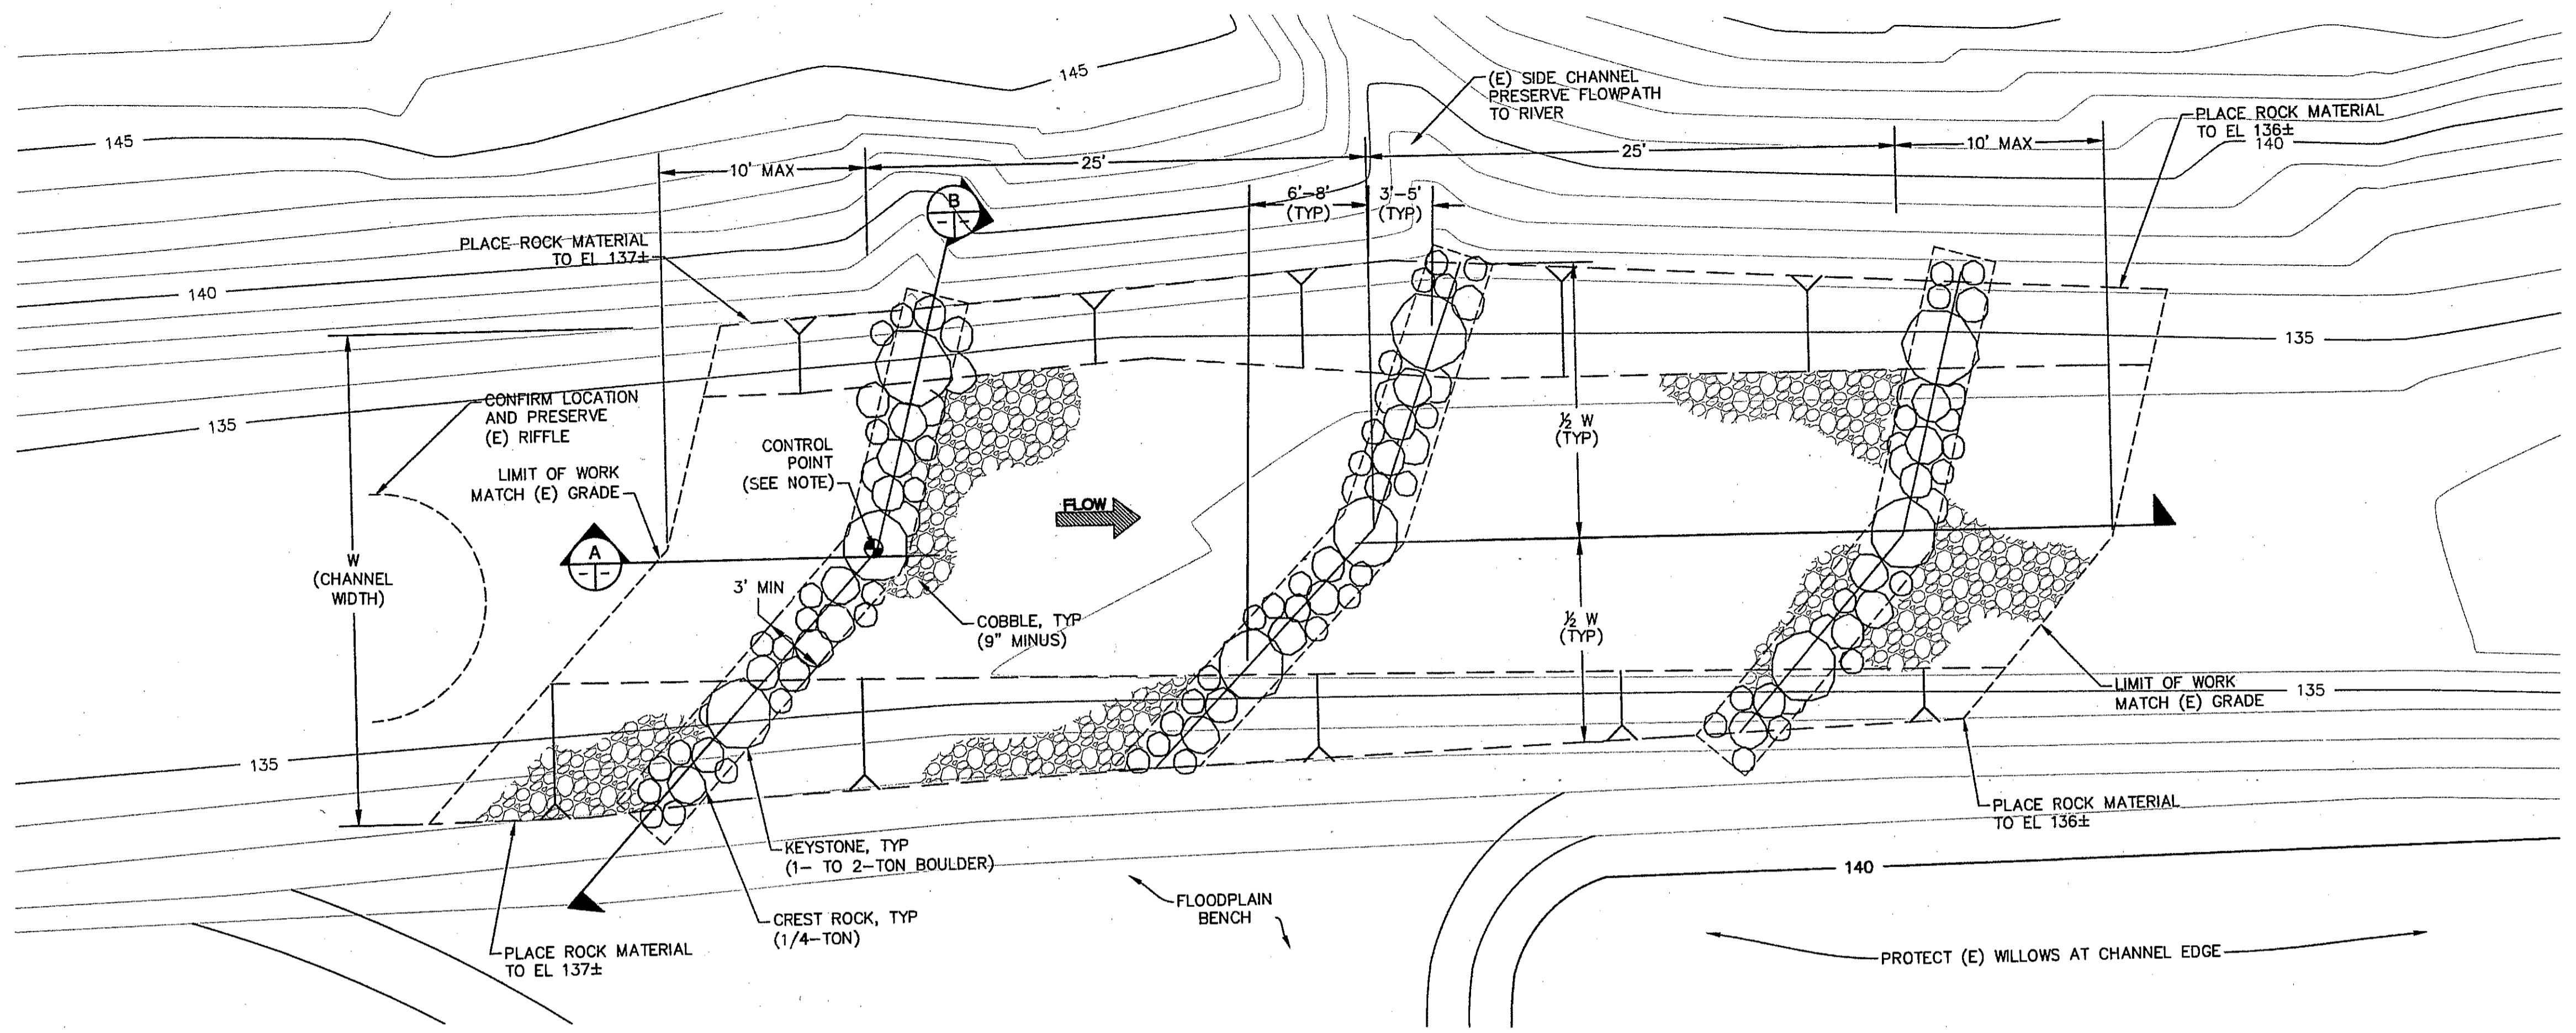 145
145
(E) SIDE CHANNEL
PRESERVE FLOWPATH
TO RIVER
PLACE ROCK MATERIAL
TO EL 136±
140
10' MAX
25'
25'
10' MAX
6'-8'
(TYP)
3'-5'
(TYP)
B
PLACE ROCK MATERIAL
TO EL 137±
140
135
135
CONFIRM LOCATION
AND PRESERVE
(E) RIFFLE
CONTROL
POINT
(SEE NOTE)
LIMIT OF WORK
MATCH (E) GRADE
½ W
(TYP)
FLOW
A
W
(CHANNEL
WIDTH)
3' MIN
COBBLE, TYP
(9" MINUS)
½ W
(TYP)
LIMIT OF WORK
MATCH (E) GRADE
135
135
PLACE ROCK MATERIAL
TO EL 136±
KEYSTONE, TYP
(1- TO 2-TON BOULDER)
140
CREST ROCK, TYP
(1/4-TON)
FLOODPLAIN
BENCH
PLACE ROCK MATERIAL
TO EL 137±
PROTECT (E) WILLOWS AT CHANNEL EDGE